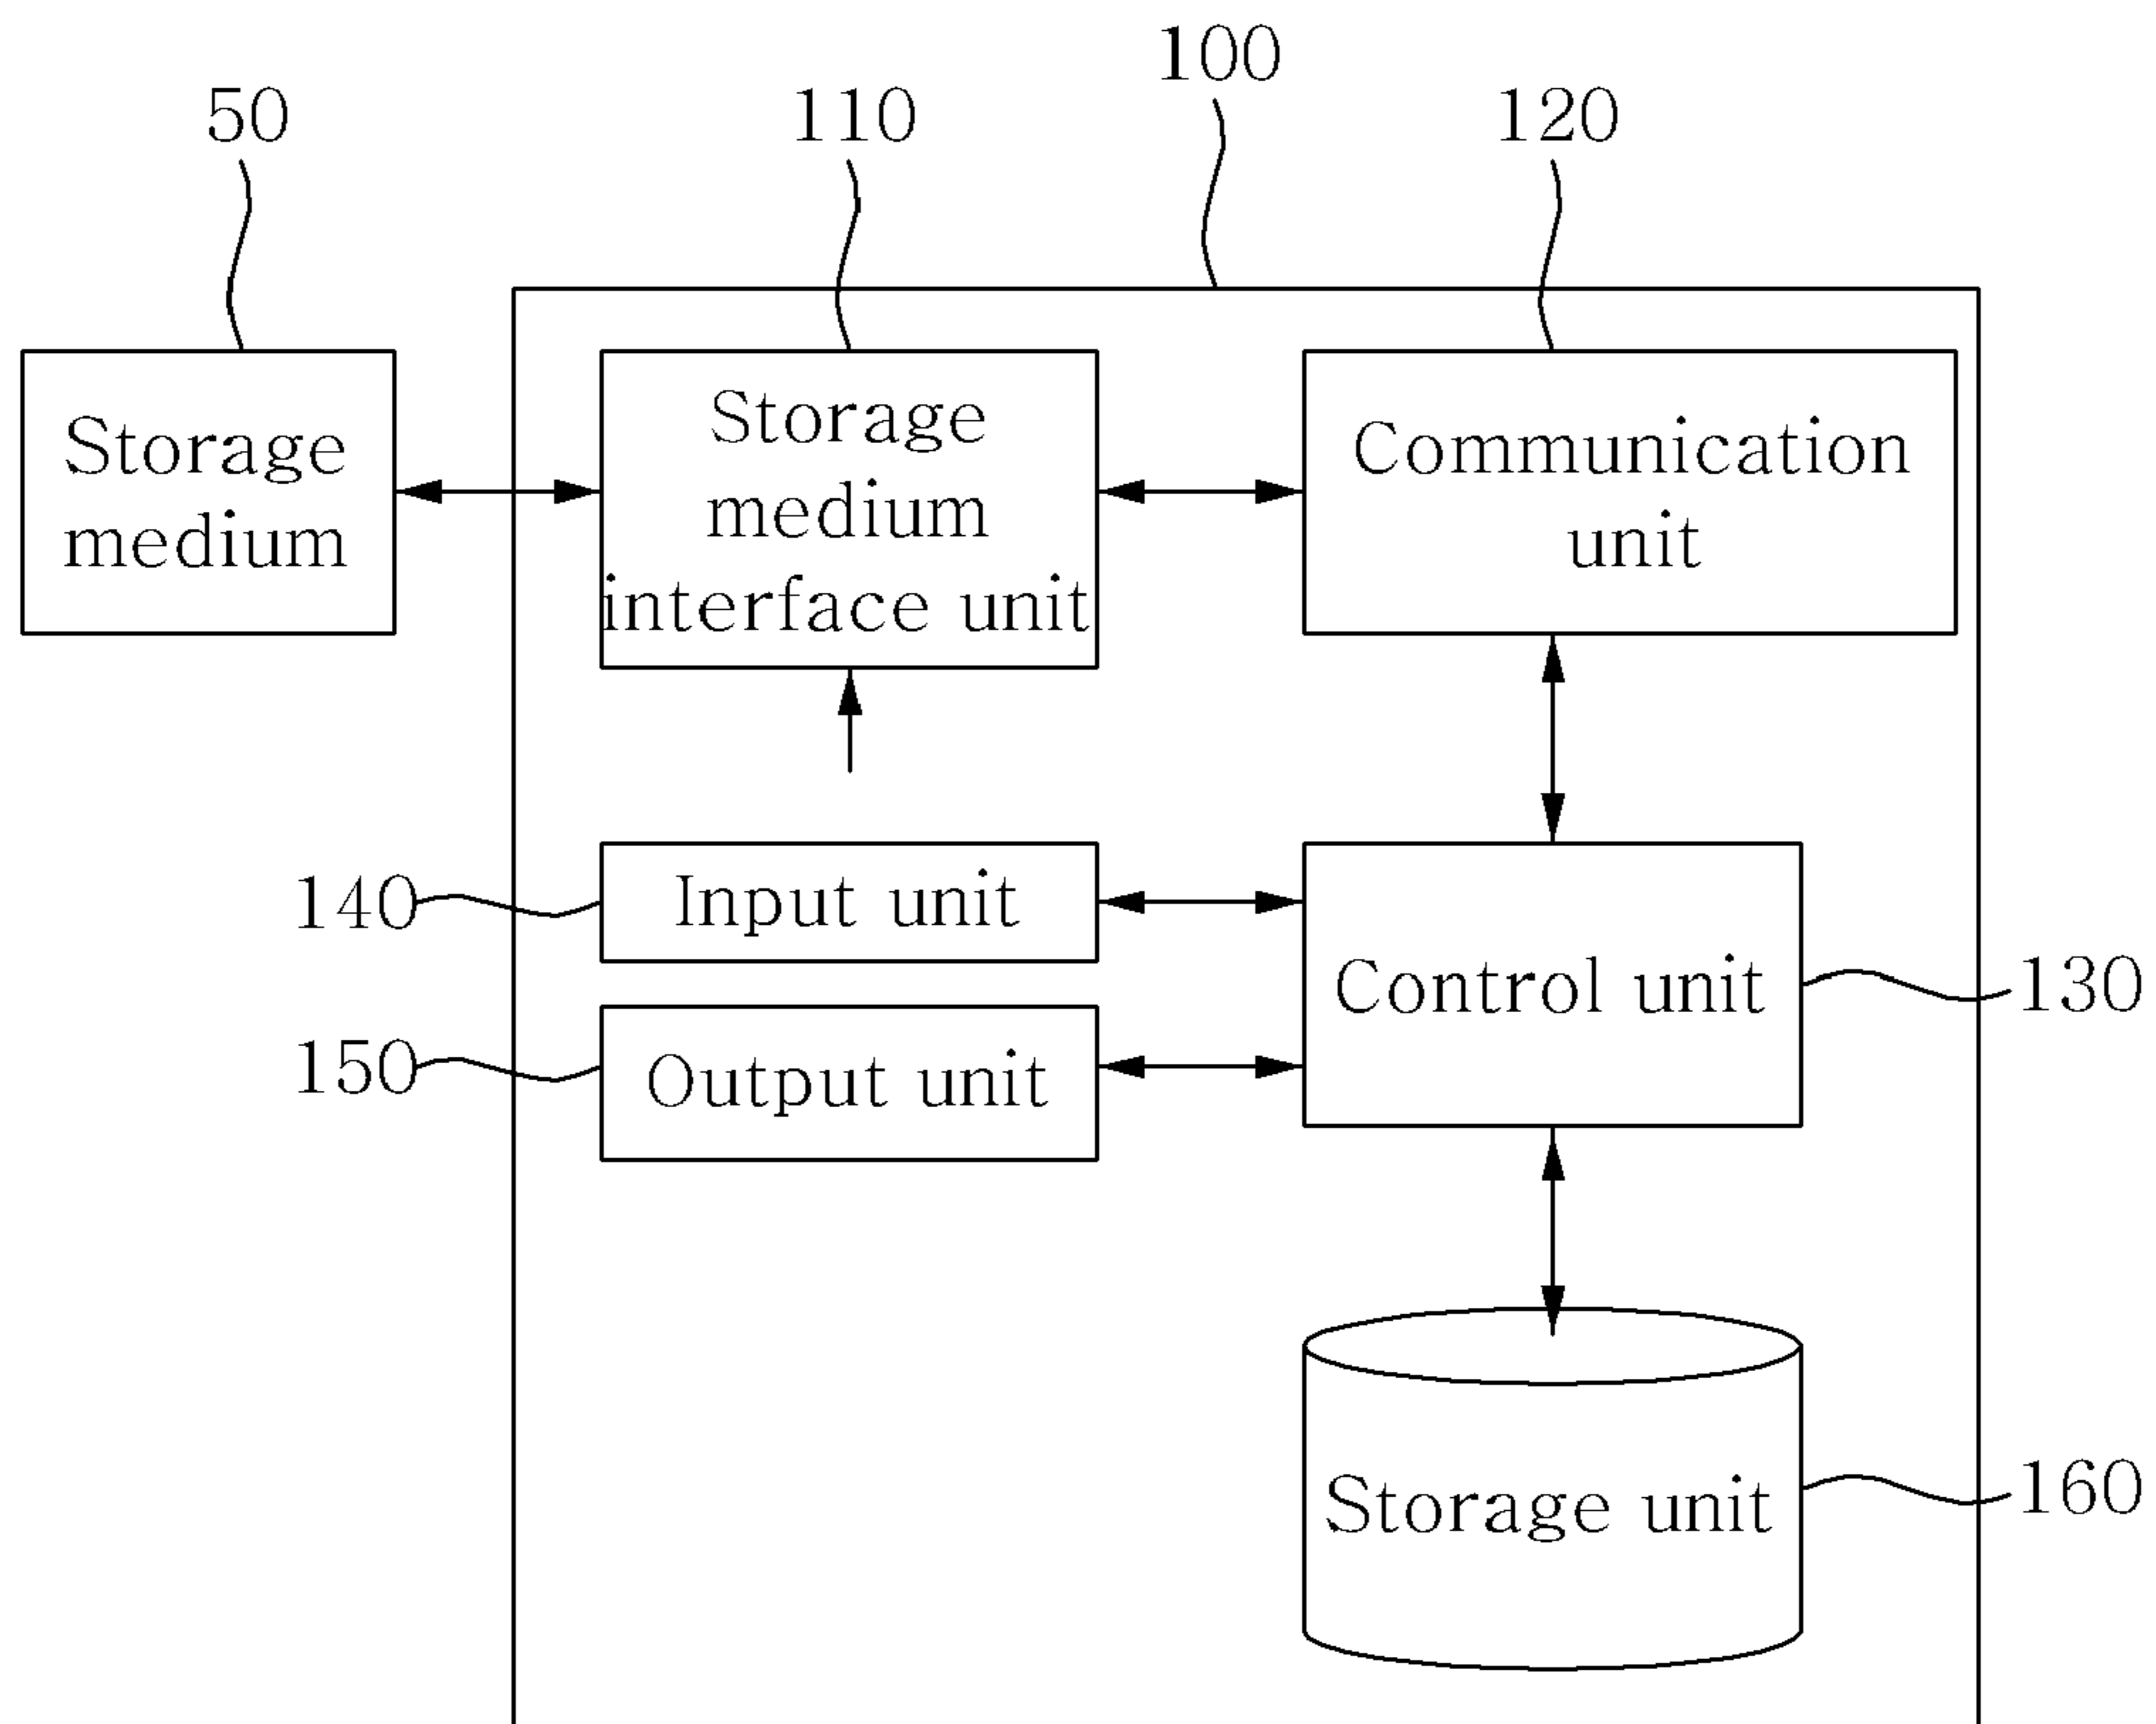 100
50
110
120
Storage
medium
Storage
medium
interface unit
Communication
unit
140
Input unit
Control unit
130
150
Output unit
Storage unit
160